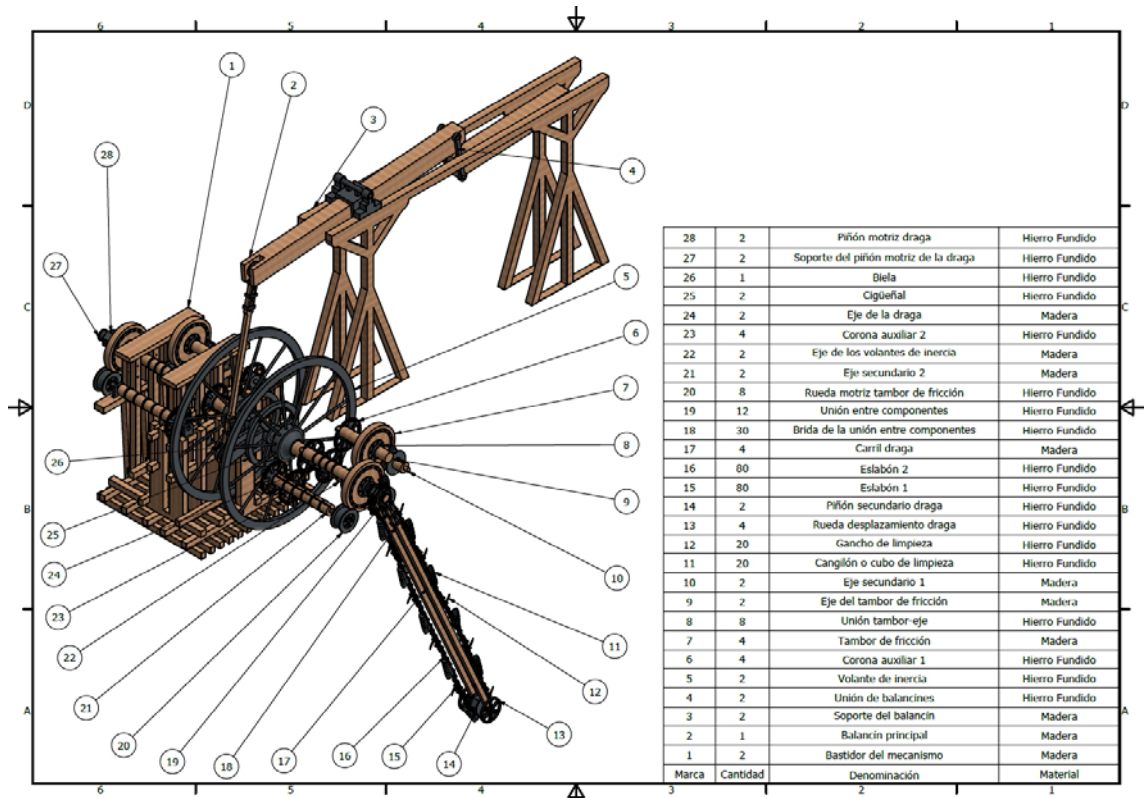 6 5 4 3 2 1
D D
C C
B B
A A
1
2
3
28
4
27
5
6
7
8
26
9
25
10
24
23
11
22
12
21
13
20
19
18
17
16
15
14
28 2 Piñón motriz draga Hierro Fundido
27 2 Soporte del piñón motriz de la draga Hierro Fundido
26 1 Biela Hierro Fundido
25 2 Cigüeñal Hierro Fundido
24 2 Eje de la draga Madera
23 4 Corona auxiliar 2 Hierro Fundido
22 2 Eje de los volantes de inercia Madera
21 2 Eje secundario 2 Madera
20 8 Rueda motriz tambor de fricción Hierro Fundido
19 12 Unión entre componentes Hierro Fundido
18 30 Brida de la unión entre componentes Hierro Fundido
17 4 Carril draga Madera
16 80 Eslabón 2 Hierro Fundido
15 80 Eslabón 1 Hierro Fundido
14 2 Piñón secundario draga Hierro Fundido
13 4 Rueda desplazamiento draga Hierro Fundido
12 20 Gancho de limpieza Hierro Fundido
11 20 Cangilón o cubo de limpieza Hierro Fundido
10 2 Eje secundario 1 Madera
9 2 Eje del tambor de fricción Madera
8 8 Unión tambor-eje Hierro Fundido
7 4 Tambor de fricción Madera
6 4 Corona auxiliar 1 Hierro Fundido
5 2 Volante de inercia Hierro Fundido
4 2 Unión de balancines Hierro Fundido
3 2 Soporte del balancín Madera
2 1 Balancín principal Madera
1 2 Bastidor del mecanismo Madera
Marca Cantidad Denominación Material
6 5 4 3 2 1